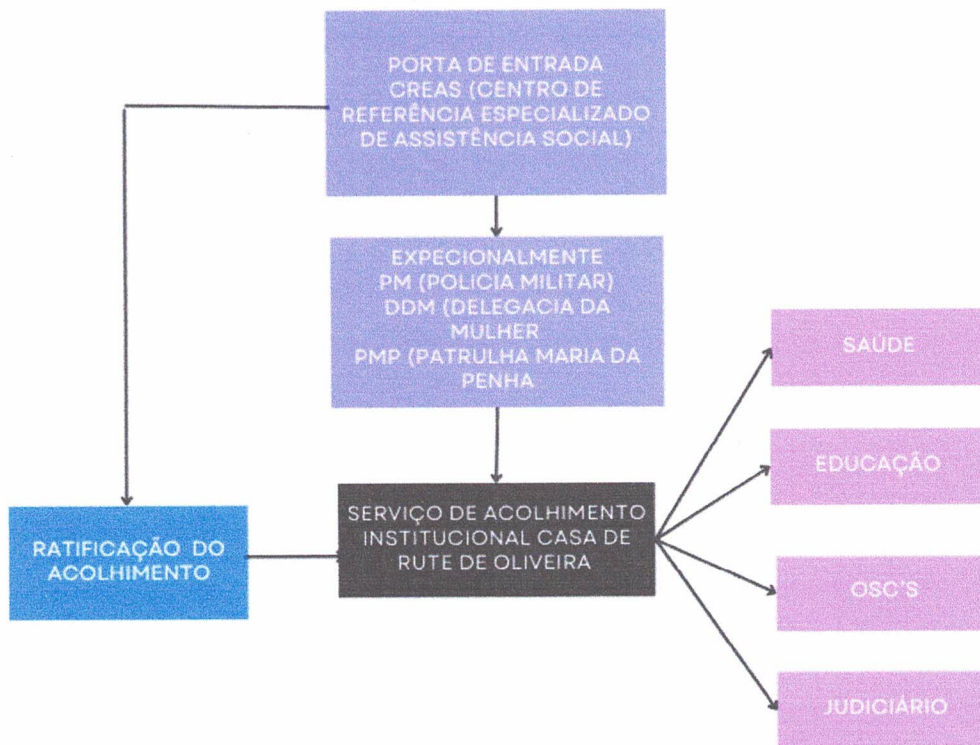 PORTA DE ENTRADA
CREAS (CENTRO DE
REFERÊNCIA ESPECIALIZADO
DE ASSISTÊNCIA SOCIAL)
EXPECIONALMENTE
PM (POLICIA MILITAR)
DDM (DELEGACIA DA
MULHER
PMP (PATRULHA MARIA DA
PENHA
RATIFICAÇÃO DO
ACOLHIMENTO
SERVIÇO DE ACOLHIMENTO
INSTITUCIONAL CASA DE
RUTE DE OLIVEIRA
SAÚDE
EDUCAÇÃO
OSC'S
JUDICIÁRIO